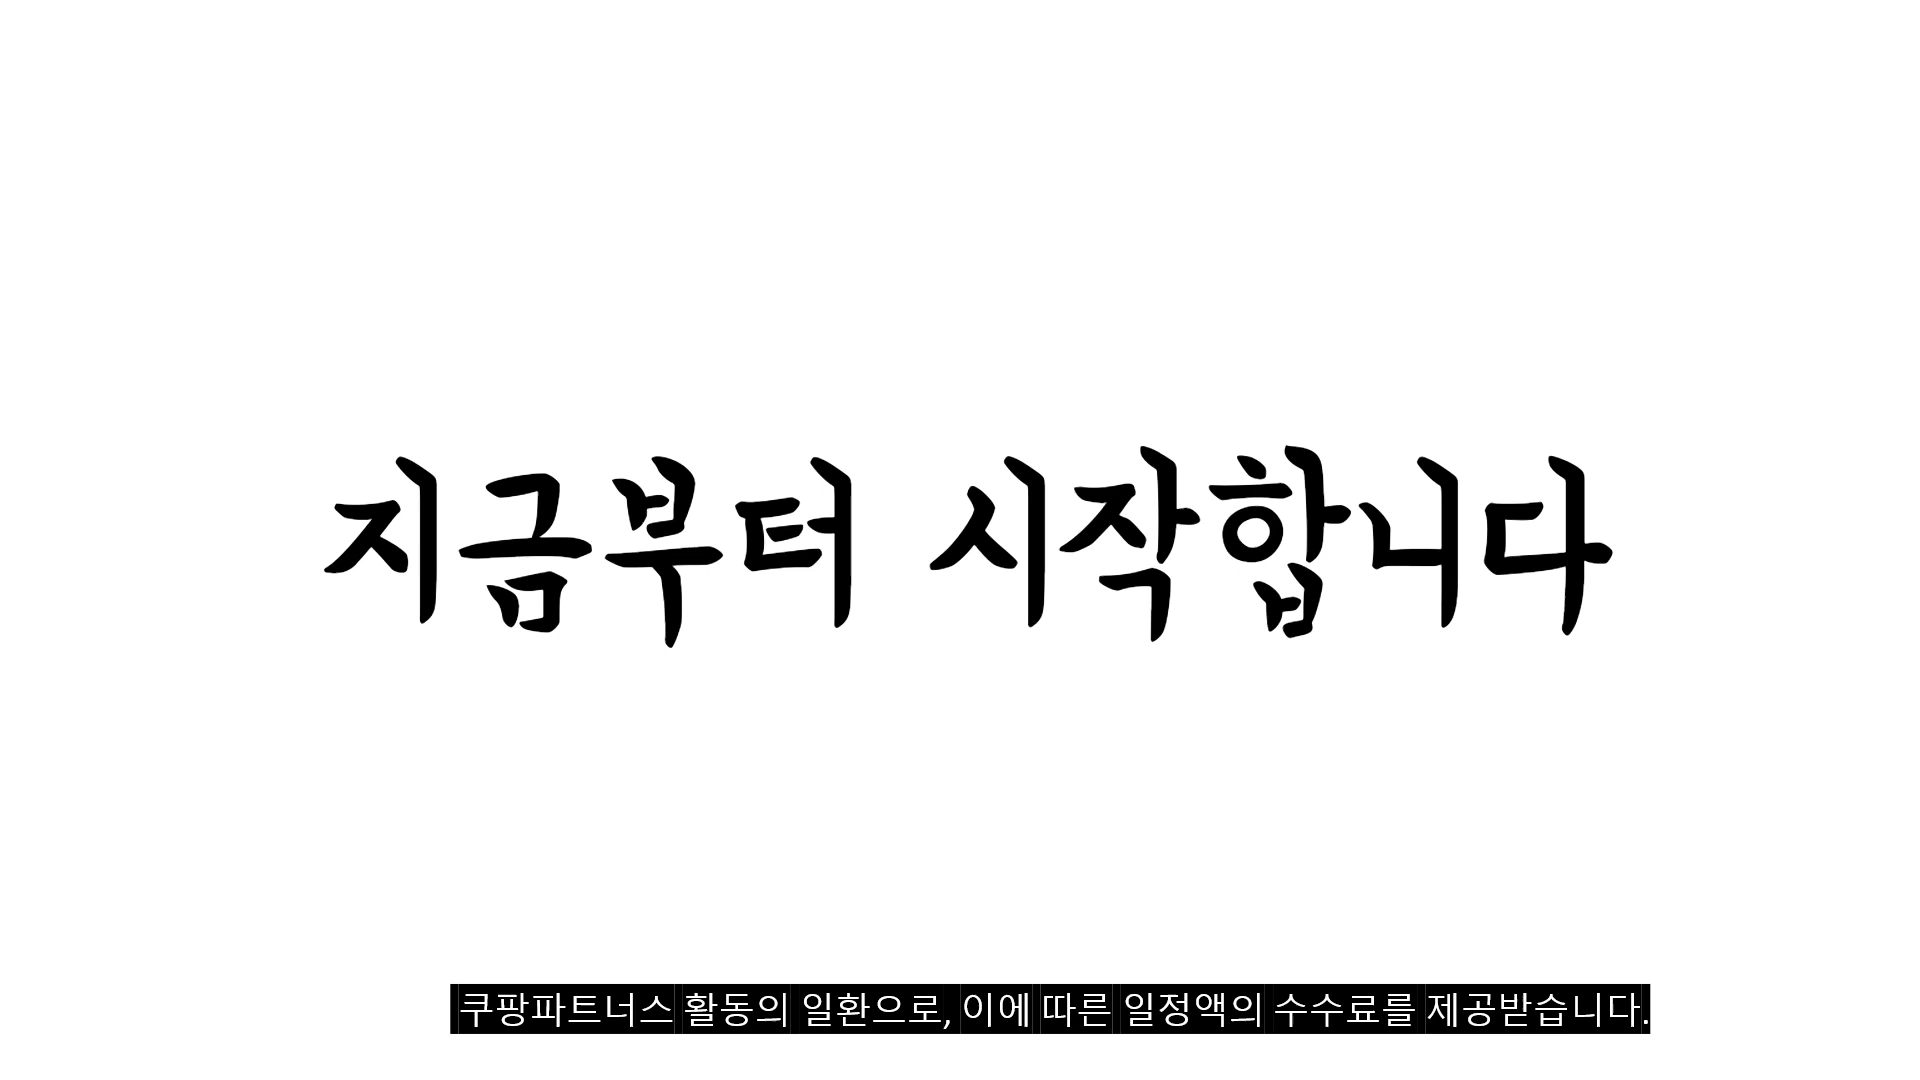 지금부터 시작합니다
쿠팡파트너스 활동의 일환으로, 이에 따른 일정액의 수수료를 제공받습니다.